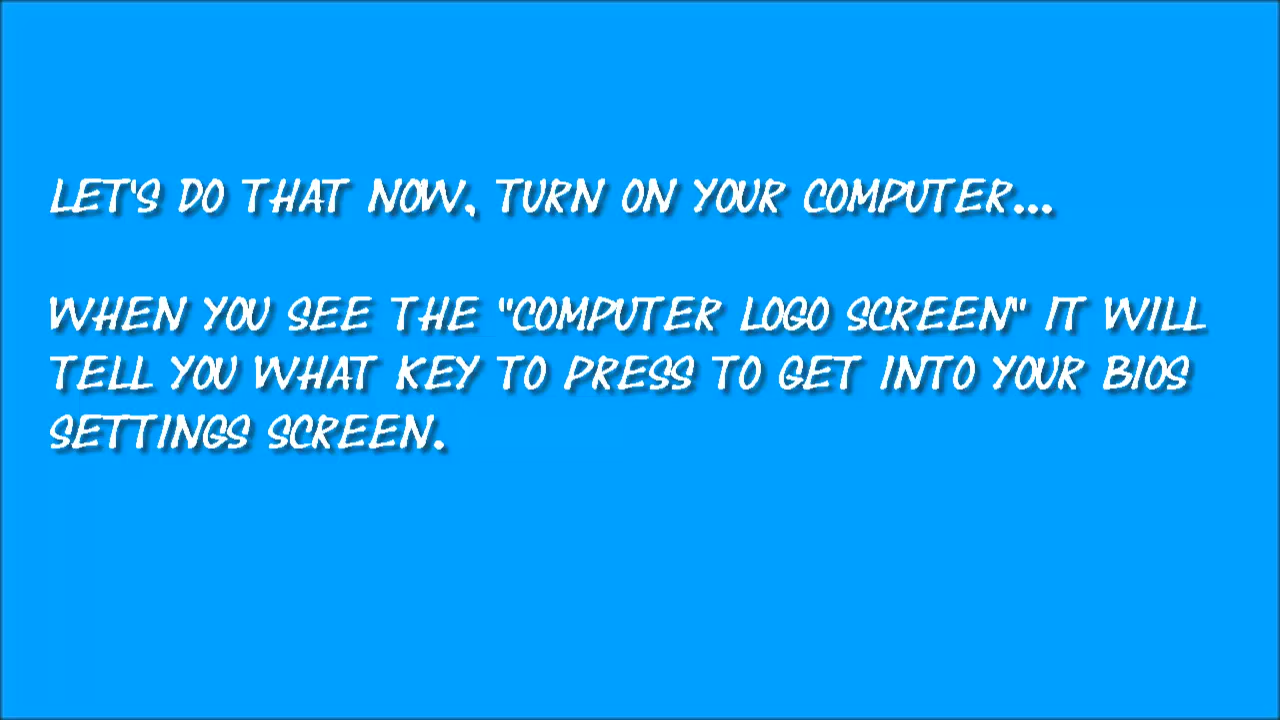 LET'S DO THAT NOW, TURN ON YOUR COMPUTER...
WHEN YOU SEE THE "COMPUTER LOGO SCREEN" IT WILL
TELL YOU WHAT KEY TO PRESS TO GET INTO YOUR BIOS
SETTINGS SCREEN.